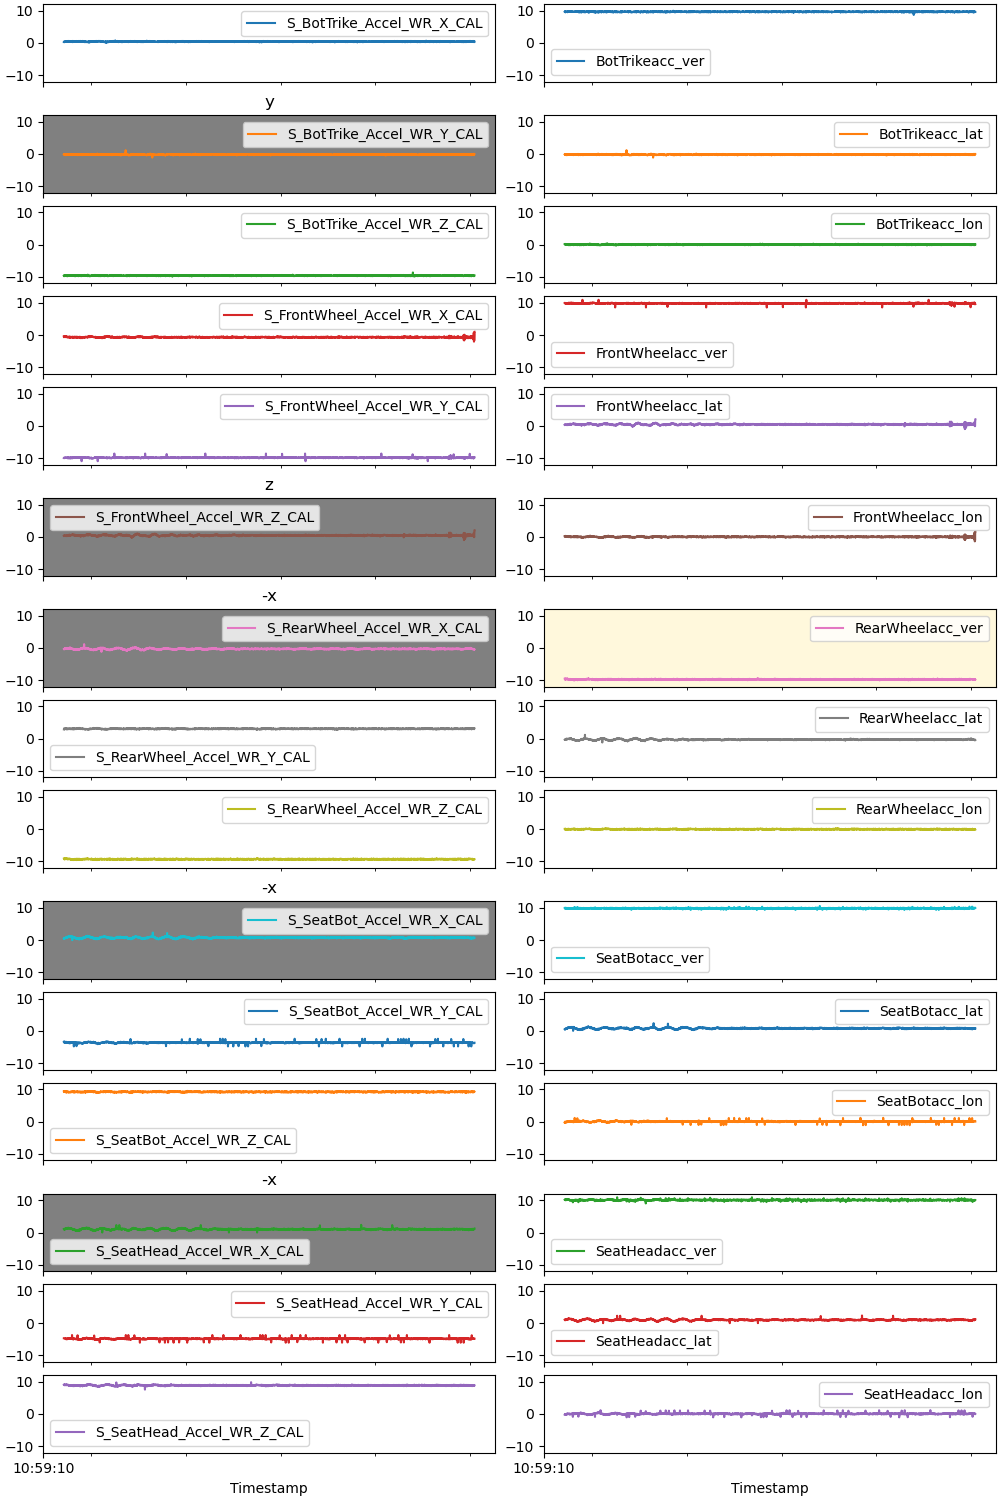 10
0
−10
S_BotTrike_Accel_WR_X_CAL
10
0
−10
BotTrikeacc_ver
y
10
0
−10
S_BotTrike_Accel_WR_Y_CAL
10
0
−10
BotTrikeacc_lat
10
0
−10
S_BotTrike_Accel_WR_Z_CAL
10
0
−10
BotTrikeacc_lon
10
0
−10
S_FrontWheel_Accel_WR_X_CAL
10
0
−10
FrontWheelacc_ver
10
0
−10
S_FrontWheel_Accel_WR_Y_CAL
10
0
−10
FrontWheelacc_lat
z
10
0
−10
S_FrontWheel_Accel_WR_Z_CAL
10
0
−10
FrontWheelacc_lon
-x
10
0
−10
S_RearWheel_Accel_WR_X_CAL
10
0
−10
RearWheelacc_ver
10
0
−10
S_RearWheel_Accel_WR_Y_CAL
10
0
−10
RearWheelacc_lat
10
0
−10
S_RearWheel_Accel_WR_Z_CAL
10
0
−10
RearWheelacc_lon
-x
10
0
−10
S_SeatBot_Accel_WR_X_CAL
10
0
−10
SeatBotacc_ver
10
0
−10
S_SeatBot_Accel_WR_Y_CAL
10
0
−10
SeatBotacc_lat
10
0
−10
S_SeatBot_Accel_WR_Z_CAL
10
0
−10
SeatBotacc_lon
-x
10
0
−10
S_SeatHead_Accel_WR_X_CAL
10
0
−10
SeatHeadacc_ver
10
0
−10
S_SeatHead_Accel_WR_Y_CAL
10
0
−10
SeatHeadacc_lat
10
0
−10
S_SeatHead_Accel_WR_Z_CAL
10
0
−10
SeatHeadacc_lon
10:59:10
Timestamp
10:59:10
Timestamp